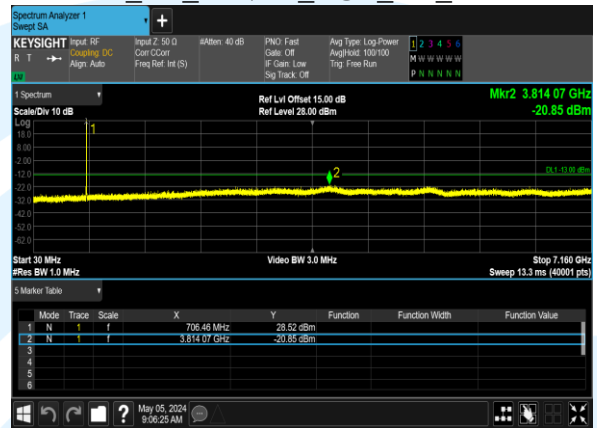 Spectrum Analyzer 1
Swept SA
KEYSIGHT Input: RF Input Z: 50 Ω #Atten: 40 dB PNO: Fast Avg Type: Log-Power 1 2 3 4 5 6
R T Coupling: DC Corr CCorr Gate: Off Avg|Hold: 100/100 M W W W W W
Align: Auto Freq Ref: Int (S) IF Gain: Low Trig: Free Run
Sig Track: Off P N N N N N
1 Spectrum Ref Lvl Offset 15.00 dB Mkr2 3.814 07 GHz
Scale/Div 10 dB Ref Level 28.00 dBm -20.85 dBm
Log
18.0
8.00
-2.00
-12.0
-22.0
-32.0
-42.0
-52.0
-62.0
1
2
DL1 -13.00 dBm
Start 30 MHz Video BW 3.0 MHz Stop 7.160 GHz
#Res BW 1.0 MHz Sweep 13.3 ms (40001 pts)
5 Marker Table
Mode Trace Scale X Y Function Function Width Function Value
1 N 1 f 706.46 MHz 28.52 dBm
2 N 1 f 3.814 07 GHz -20.85 dBm
3
4
5
6
? May 05, 2024
9:06:25 AM